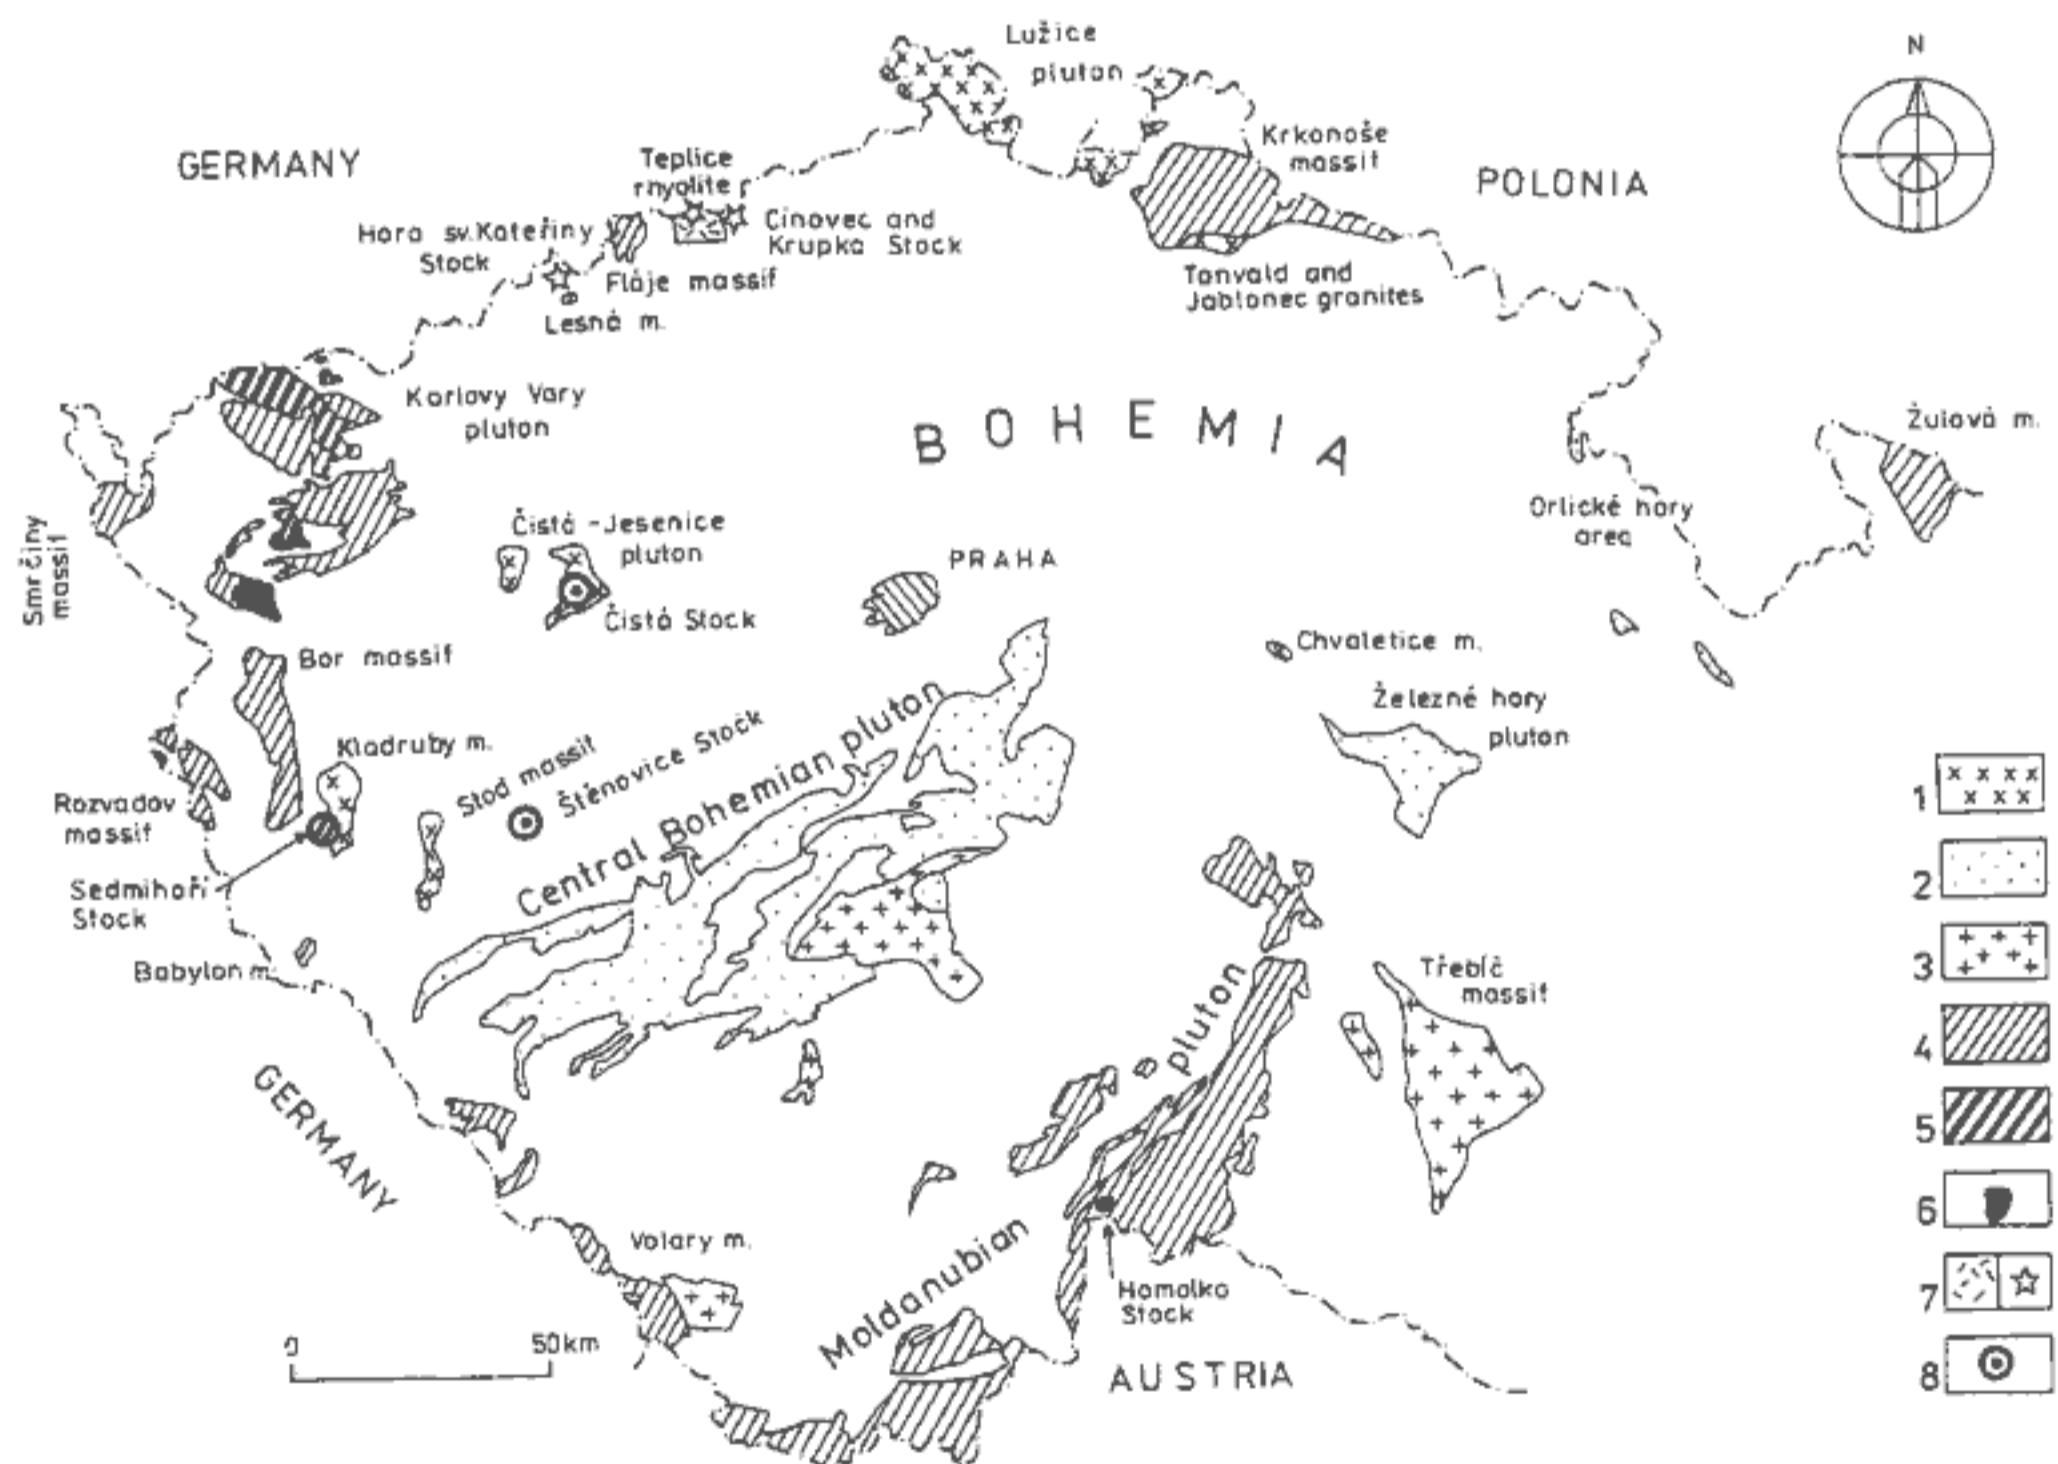 Lužice
pluton
N
GERMANY
Teplice
rhyolite
Krkonoše
massif
POLONIA
Hora sv. Kateřiny
Stock
Cínovec and
Krupka Stock
Fláje massif
Lesná m.
Tanvald and
Jablonec granites
Karlovy Vary
pluton
BOHEMIA
Žulová m.
Smrčiny
massif
Čistá - Jesenice
pluton
Orlické hory
area
PRAHA
Čistá Stock
Bor massif
Chvaletice m.
Železné hory
pluton
Kladruby m.
Stod massif
Štěnovice Stock
Central Bohemian pluton
Rozvadov
massif
Sedmihoří
Stock
Babylon m.
Třebíč
massif
GERMANY
Moldanubian pluton
Volary m.
Homolka
Stock
0 50 km
AUSTRIA
1
2
3
4
5
6
7
8